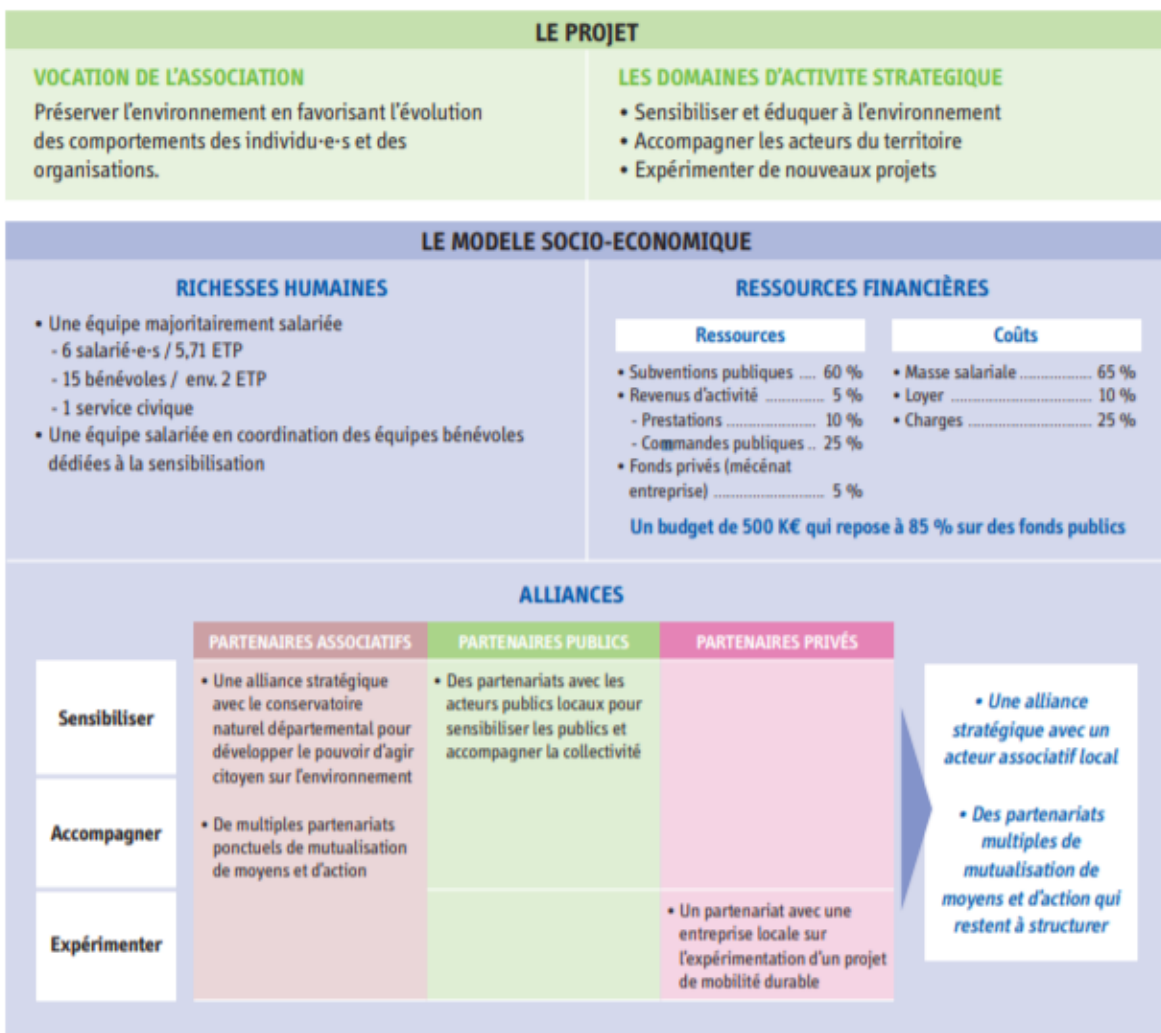 LE PROJET
VOCATION DE L’ASSOCIATION
Préserver l’environnement en favorisant l’évolution
des comportements des individu·e·s et des
organisations.
LES DOMAINES D’ACTIVITE STRATEGIQUE
• Sensibiliser et éduquer à l’environnement
• Accompagner les acteurs du territoire
• Expérimenter de nouveaux projets
LE MODELE SOCIO-ECONOMIQUE
RICHESSES HUMAINES
• Une équipe majoritairement salariée
- 6 salarié·e·s / 5,71 ETP
- 15 bénévoles / env. 2 ETP
- 1 service civique
• Une équipe salariée en coordination des équipes bénévoles
dédiées à la sensibilisation
RESSOURCES FINANCIÈRES
Ressources
• Subventions publiques .... 60 %
• Revenus d’activité .............. 5 %
- Prestations ...................... 10 %
- Commandes publiques .. 25 %
• Fonds privés (mécénat
entreprise) ........................... 5 %
Coûts
• Masse salariale .................. 65 %
• Loyer .................................. 10 %
• Charges .............................. 25 %
Un budget de 500 K€ qui repose à 85 % sur des fonds publics
ALLIANCES
PARTENAIRES ASSOCIATIFS
PARTENAIRES PUBLICS
PARTENAIRES PRIVÉS
Sensibiliser
• Une alliance stratégique
avec le conservatoire
naturel départemental pour
développer le pouvoir d’agir
citoyen sur l’environnement
• Des partenariats avec les
acteurs publics locaux pour
sensibiliser les publics et
accompagner la collectivité
Accompagner
• De multiples partenariats
ponctuels de mutualisation
de moyens et d’action
Expérimenter
• Un partenariat avec une
entreprise locale sur
l’expérimentation d’un projet
de mobilité durable
• Une alliance
stratégique avec un
acteur associatif local
• Des partenariats
multiples de
mutualisation de
moyens et d’action qui
restent à structurer